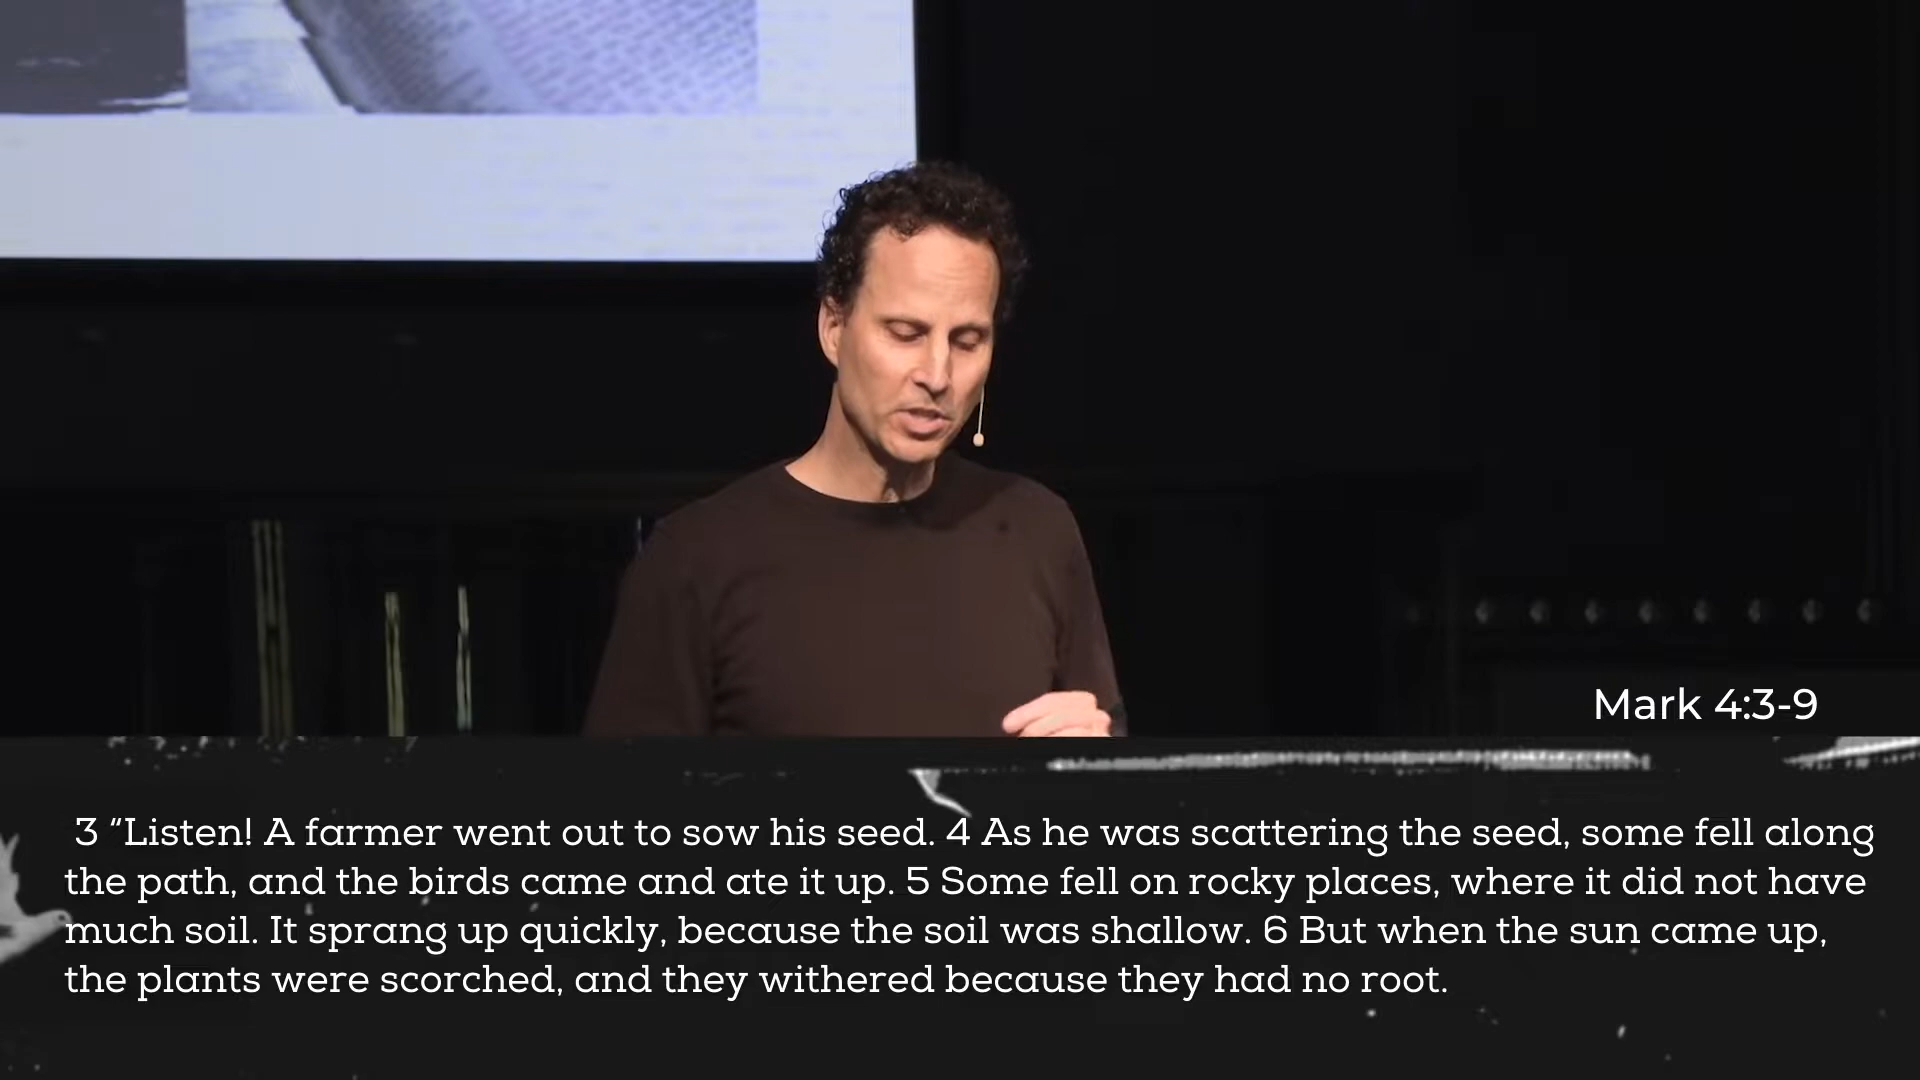 Mark 4:3-9
3 “Listen! A farmer went out to sow his seed. 4 As he was scattering the seed, some fell along
the path, and the birds came and ate it up. 5 Some fell on rocky places, where it did not have
much soil. It sprang up quickly, because the soil was shallow. 6 But when the sun came up,
the plants were scorched, and they withered because they had no root.